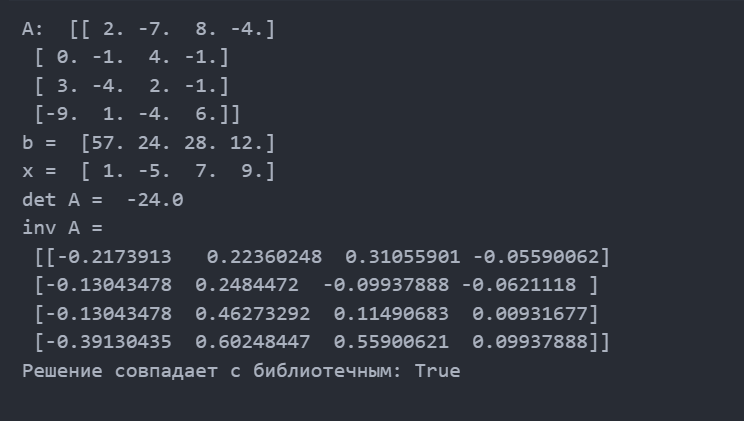 A:  [[ 2. -7.  8. -4.]
 [ 0. -1.  4. -1.]
 [ 3. -4.  2. -1.]
 [-9.  1. -4.  6.]]
b =  [57. 24. 28. 12.]
x =  [ 1. -5.  7.  9.]
det A =  -24.0
inv A =
 [[-0.2173913   0.22360248  0.31055901 -0.05590062]
 [-0.13043478  0.2484472  -0.09937888 -0.0621118 ]
 [-0.13043478  0.46273292  0.11490683  0.00931677]
 [-0.39130435  0.60248447  0.55900621  0.09937888]]
Решение совпадает с библиотечным: True